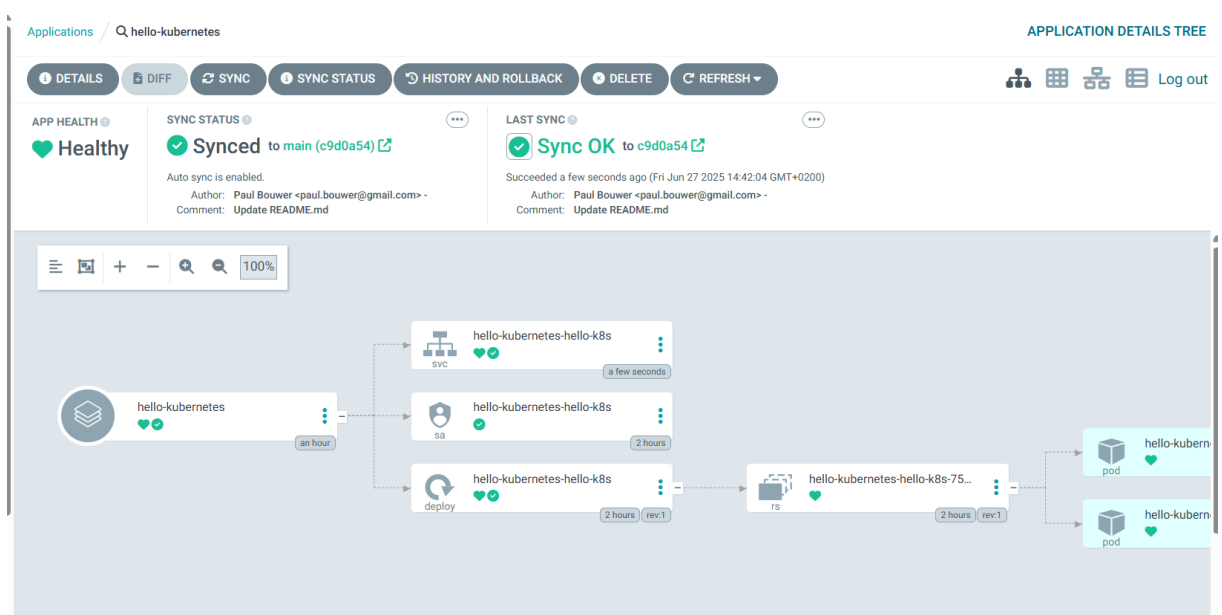 Applications / hello-kubernetes
APPLICATION DETAILS TREE
DETAILS DIFF SYNC SYNC STATUS HISTORY AND ROLLBACK DELETE REFRESH
Log out
APP HEALTH
Healthy
SYNC STATUS
Synced to main (c9d0a54)
Auto sync is enabled.
Author: Paul Bouwer <paul.bouwer@gmail.com> -
Comment: Update README.md
LAST SYNC
Sync OK to c9d0a54
Succeeded a few seconds ago (Fri Jun 27 2025 14:42:04 GMT+0200)
Author: Paul Bouwer <paul.bouwer@gmail.com> -
Comment: Update README.md
100%
hello-kubernetes
an hour
hello-kubernetes-hello-k8s
svc
a few seconds
hello-kubernetes-hello-k8s
sa
2 hours
hello-kubernetes-hello-k8s
deploy
2 hours rev:1
hello-kubernetes-hello-k8s-75...
rs
2 hours rev:1
hello-kubern
pod
hello-kubern
pod